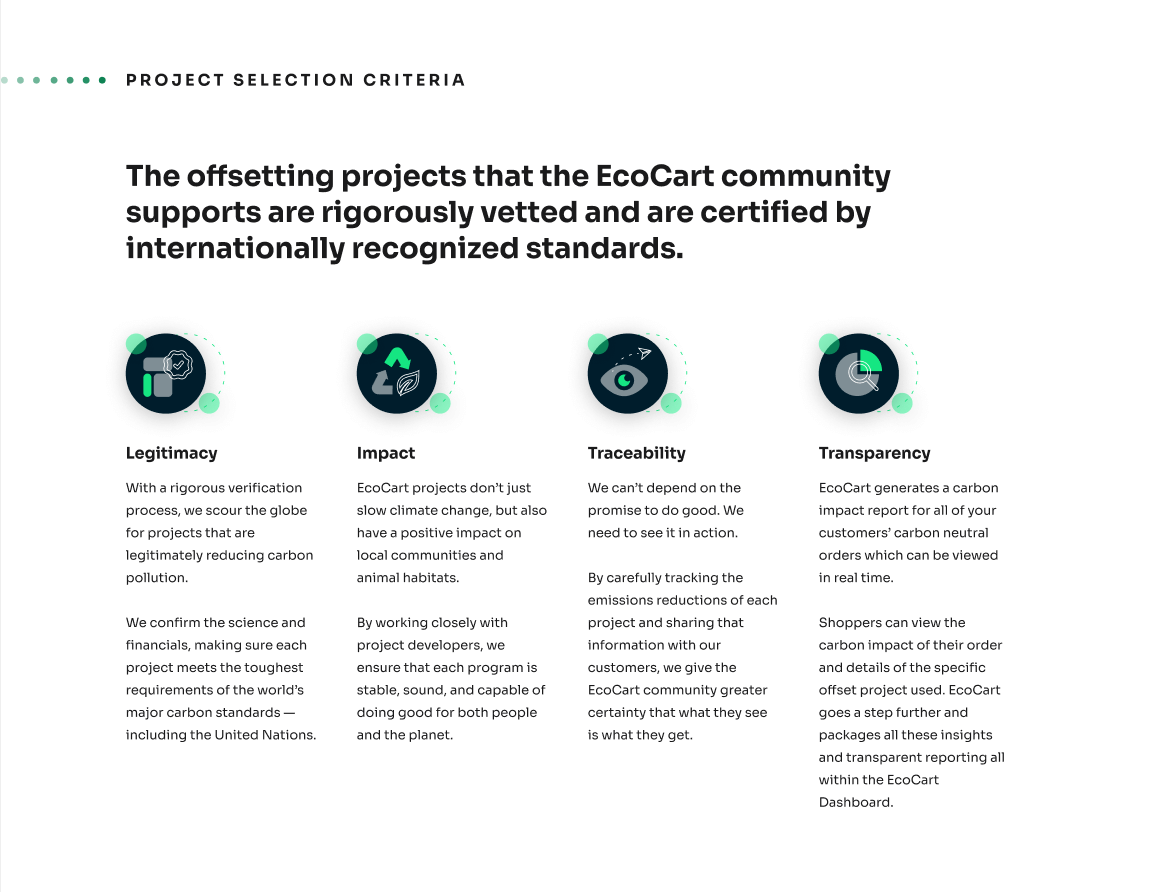 PROJECT SELECTION CRITERIA
The offsetting projects that the EcoCart community
supports are rigorously vetted and are certified by
internationally recognized standards.
Legitimacy
With a rigorous verification
process, we scour the globe
for projects that are
legitimately reducing carbon
pollution.
We confirm the science and
financials, making sure each
project meets the toughest
requirements of the world’s
major carbon standards —
including the United Nations.
Impact
EcoCart projects don’t just
slow climate change, but also
have a positive impact on
local communities and
animal habitats.
By working closely with
project developers, we
ensure that each program is
stable, sound, and capable of
doing good for both people
and the planet.
Traceability
We can’t depend on the
promise to do good. We
need to see it in action.
By carefully tracking the
emissions reductions of each
project and sharing that
information with our
customers, we give the
EcoCart community greater
certainty that what they see
is what they get.
Transparency
EcoCart generates a carbon
impact report for all of your
customers’ carbon neutral
orders which can be viewed
in real time.
Shoppers can view the
carbon impact of their order
and details of the specific
offset project used. EcoCart
goes a step further and
packages all these insights
and transparent reporting all
within the EcoCart
Dashboard.